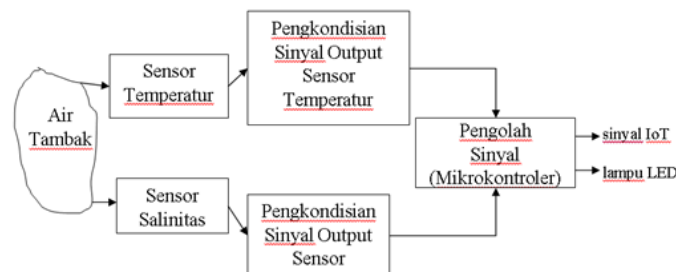 Air
Tambak
Sensor
Temperatur
Pengkondisian
Sinyal Output
Sensor
Temperatur
Sensor
Salinitas
Pengkondisian
Sinyal Output
Sensor
Pengolah
Sinyal
(Mikrokontroler)
sinyal IoT
lampu LED